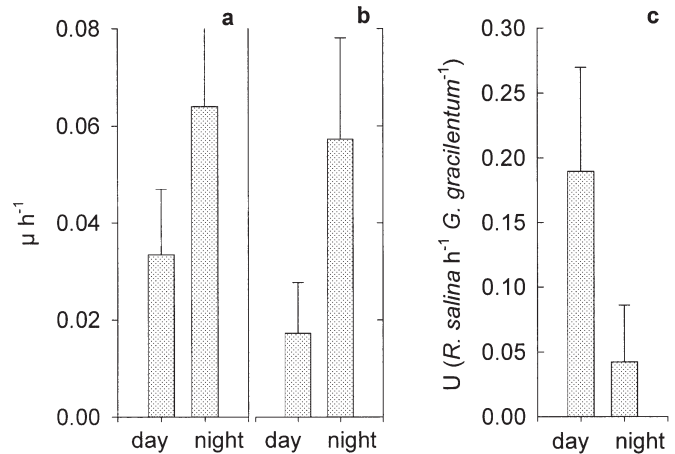 a
b
c
0.08
0.06
0.04
0.02
0.00
µ h⁻¹
day night
day night
U (R. salina h⁻¹ G. gracilentum⁻¹)
0.30
0.25
0.20
0.15
0.10
0.05
0.00
day night